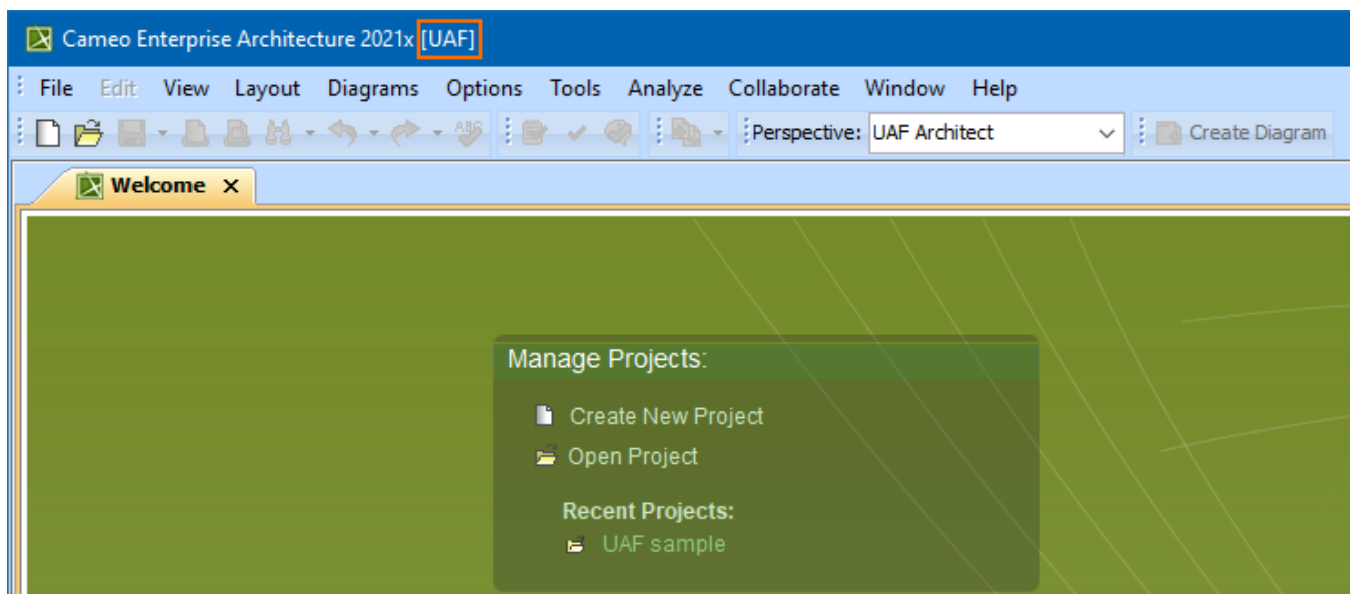 Cameo Enterprise Architecture 2021x [UAF]
File Edit View Layout Diagrams Options Tools Analyze Collaborate Window Help
ABC Perspective: UAF Architect Create Diagram
Welcome X
Manage Projects:
Create New Project
Open Project
Recent Projects:
UAF sample